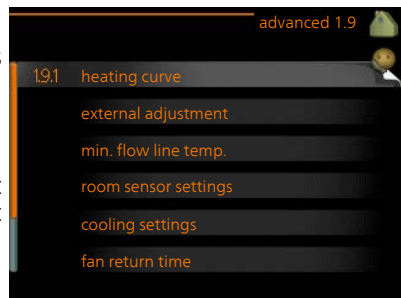 advanced 1.9
1.9.1 heating curve
external adjustment
min. flow line temp.
room sensor settings
cooling settings
fan return time